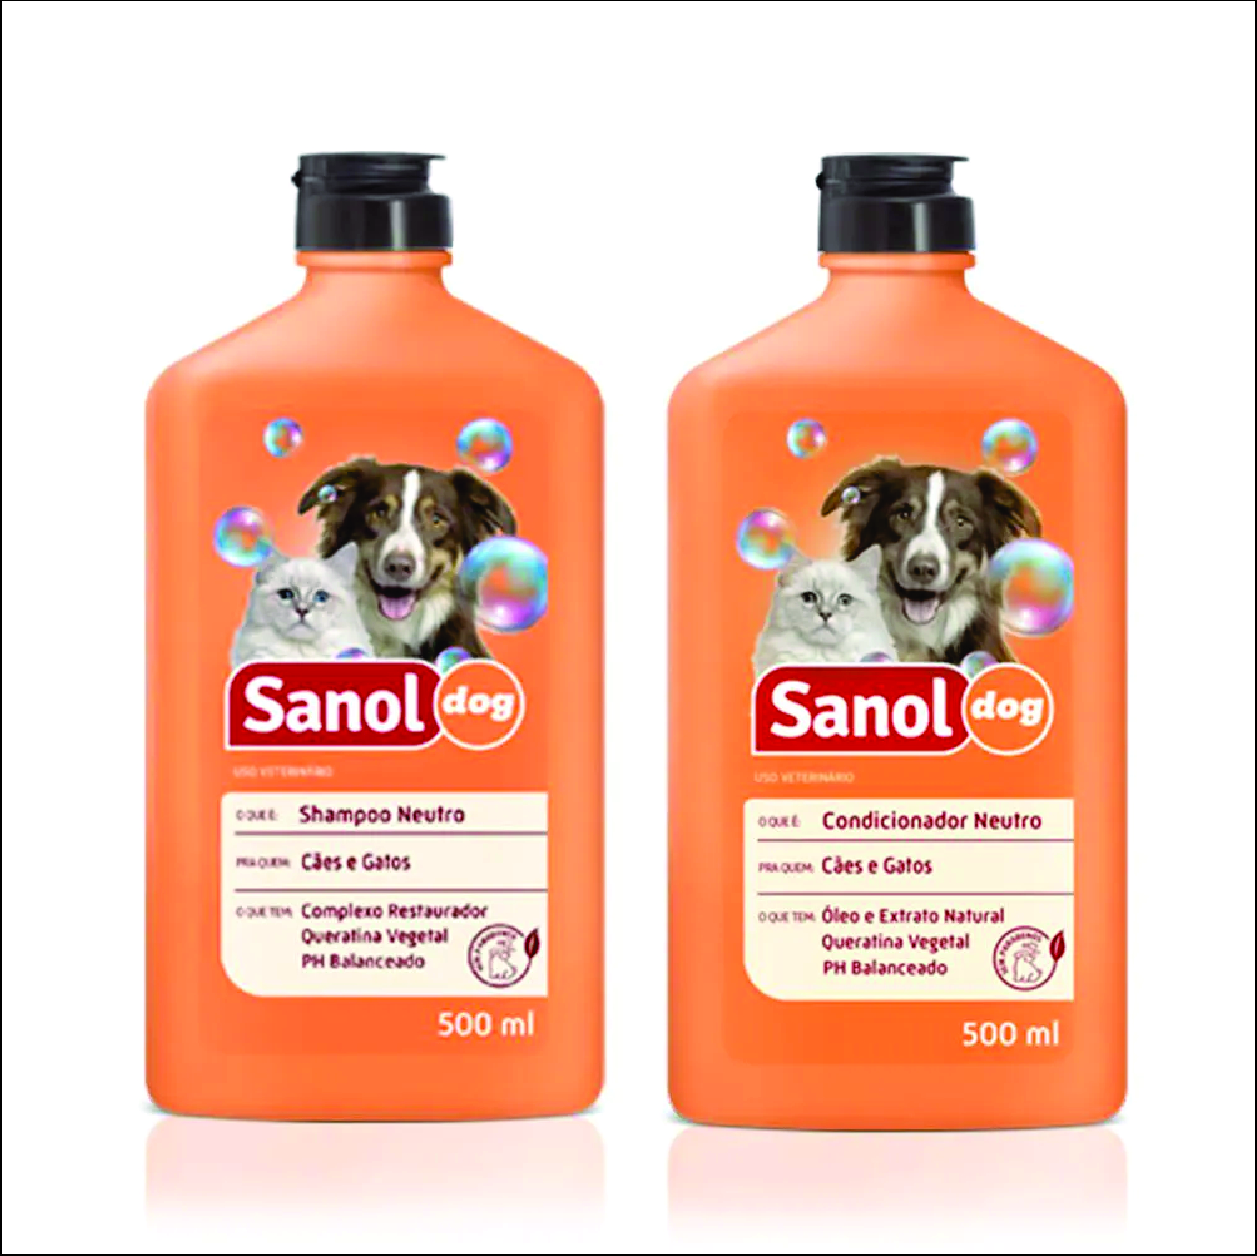 Sanol dog
USO VETERINÁRIO
O QUE É: Shampoo Neutro
PRA QUEM: Cães e Gatos
O QUE TEM: Complexo Restaurador
Queratina Vegetal
PH Balanceado
500 ml
Sanol dog
USO VETERINÁRIO
O QUE É: Condicionador Neutro
PRA QUEM: Cães e Gatos
O QUE TEM: Óleo e Extrato Natural
Queratina Vegetal
PH Balanceado
500 ml